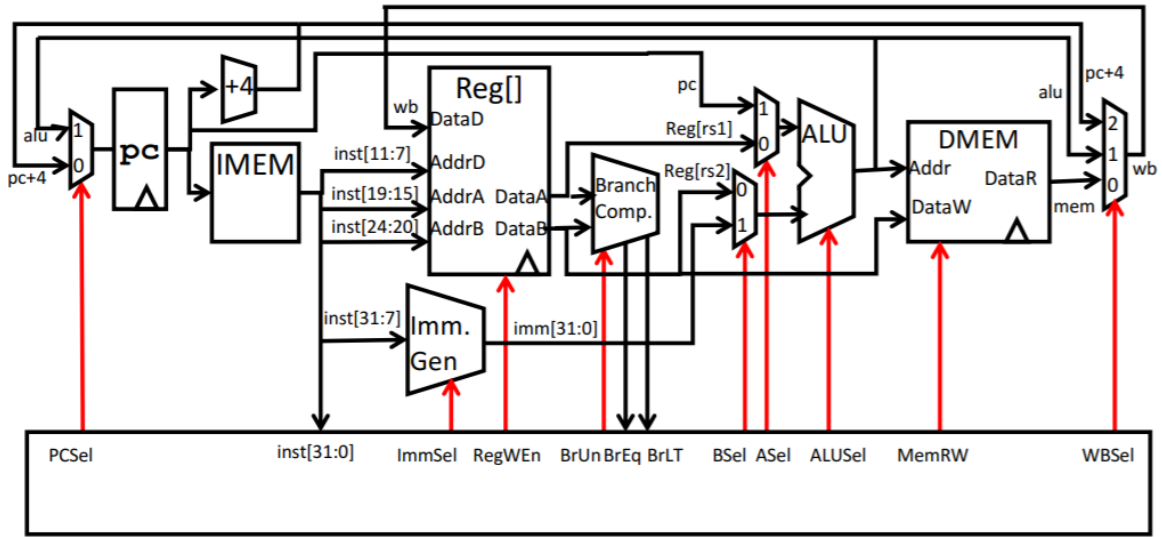 alu
pc+4
1
0
pc
+4
IMEM
inst[11:7]
inst[19:15]
inst[24:20]
inst[31:7]
wb
Reg[]
DataD
AddrD
AddrA
AddrB
DataA
DataB
Imm.
Gen
imm[31:0]
Branch
Comp.
pc
Reg[rs1]
Reg[rs2]
1
0
0
1
ALU
DMEM
Addr
DataW
DataR
pc+4
alu
mem
2
1
0
wb
PCSel
inst[31:0]
ImmSel
RegWEn
BrUn
BrEq
BrLT
BSel
ASel
ALUSel
MemRW
WBSel